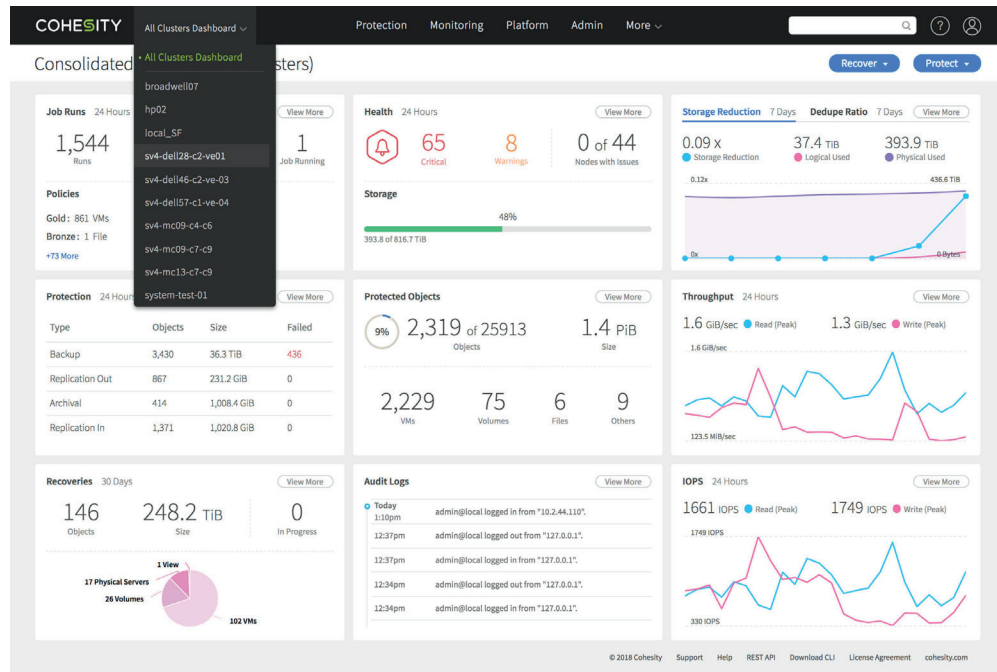 COHESITY
All Clusters Dashboard
Protection Monitoring Platform Admin More
Consolidated
sters)
Recover
Protect
• All Clusters Dashboard
broadwell07
hp02
local_SF
sv4-dell28-c2-ve01
sv4-dell46-c2-ve-03
sv4-dell57-c1-ve-04
sv4-mc09-c4-c6
sv4-mc09-c7-c9
sv4-mc13-c7-c9
system-test-01
Job Runs 24 Hours
View More
1,544
Runs
1
Job Running
Policies
Gold: 861 VMs
Bronze: 1 File
+73 More
Health 24 Hours
View More
65
Critical
8
Warnings
0 of 44
Nodes with Issues
Storage
48%
393.8 of 816.7 TiB
Storage Reduction 7 Days Dedupe Ratio 7 Days View More
0.09 x
Storage Reduction
37.4 TiB
Logical Used
393.9 TiB
Physical Used
0.12x
436.6 TiB
0x
0 Bytes
Protection 24 Hours
View More
Type Objects Size Failed
Backup 3,430 36.3 TiB 436
Replication Out 867 231.2 GiB 0
Archival 414 1,008.4 GiB 0
Replication In 1,371 1,020.8 GiB 0
Protected Objects
View More
9%
2,319 of 25913
Objects
1.4 PiB
Size
2,229
VMs
75
Volumes
6
Files
9
Others
Throughput 24 Hours
View More
1.6 GiB/sec Read (Peak) 1.3 GiB/sec Write (Peak)
1.6 GiB/sec
123.5 MiB/sec
Recoveries 30 Days
View More
146
Objects
248.2 TiB
Size
0
In Progress
1 View
17 Physical Servers
26 Volumes
102 VMs
Audit Logs
View More
Today
1:10pm admin@local logged in from "10.2.44.110".
12:37pm admin@local logged out from "127.0.0.1".
12:37pm admin@local logged in from "127.0.0.1".
12:34pm admin@local logged out from "127.0.0.1".
12:34pm admin@local logged in from "127.0.0.1".
IOPS 24 Hours
View More
1661 IOPS Read (Peak) 1749 IOPS Write (Peak)
1749 IOPS
330 IOPS
© 2018 Cohesity Support Help REST API Download CLI License Agreement cohesity.com